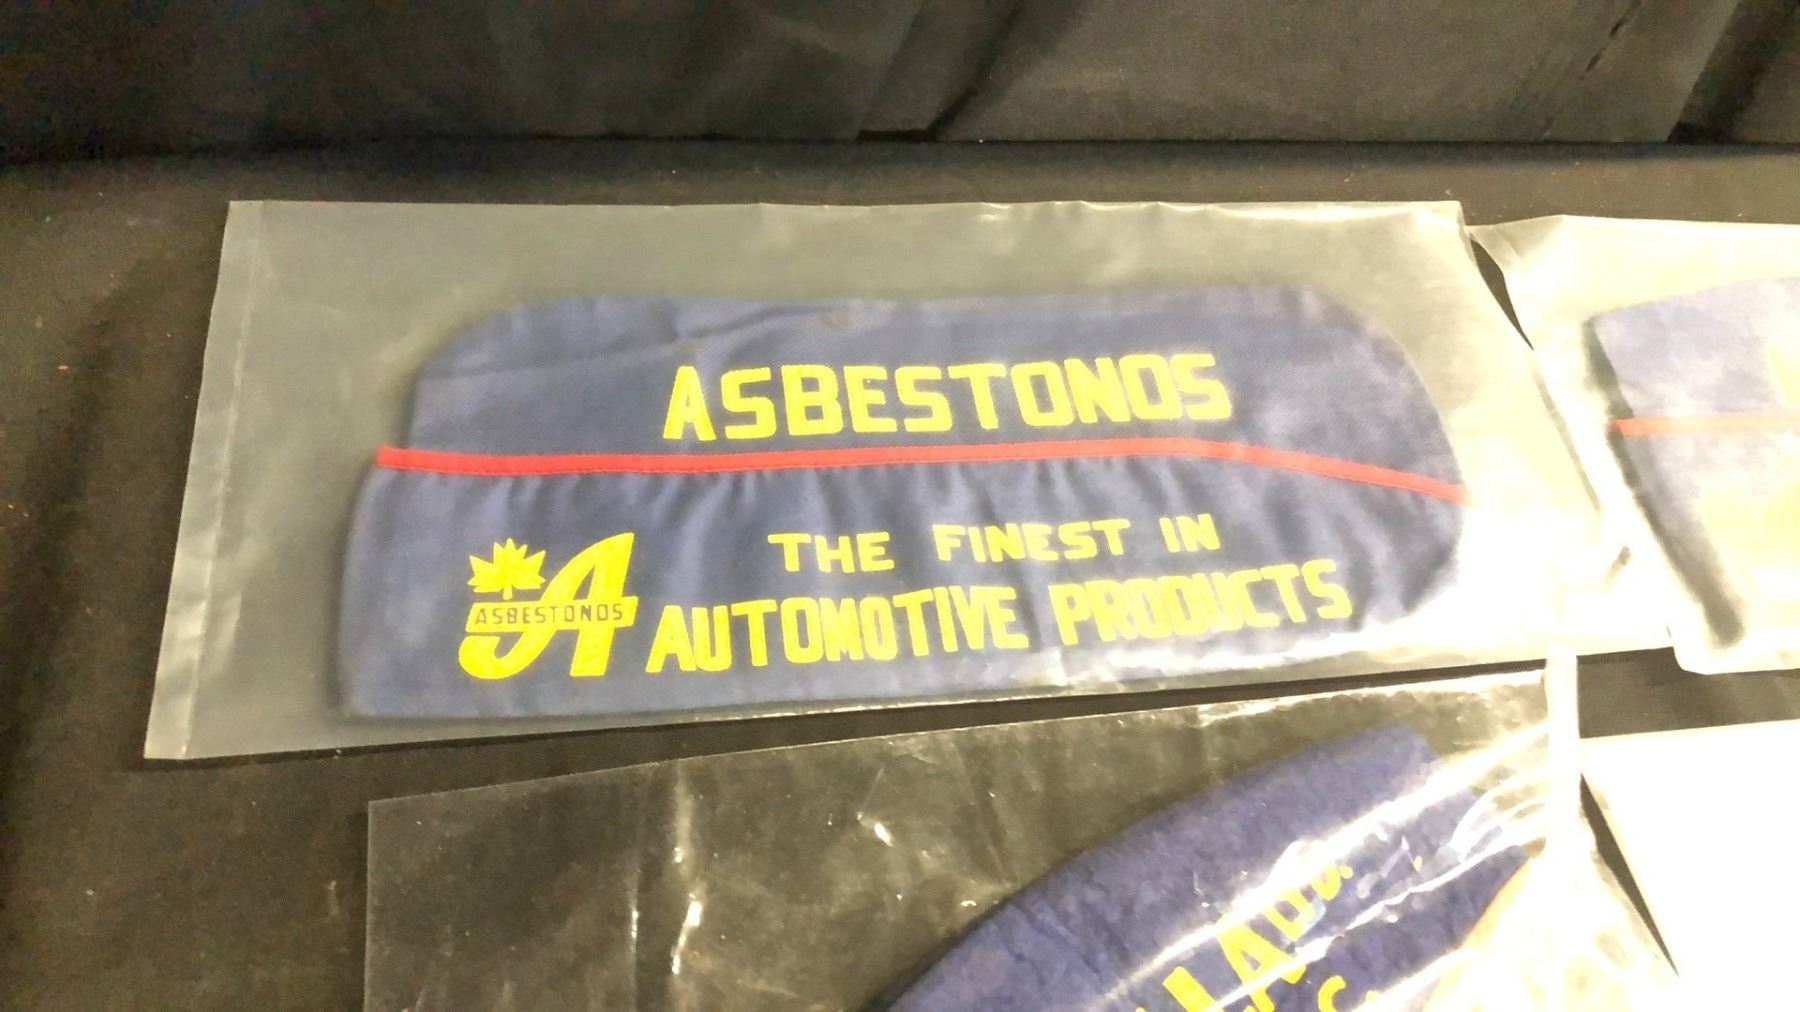 ASBESTONOS
THE FINEST IN
ASBESTONOS
A
AUTOMOTIVE PRODUCTS